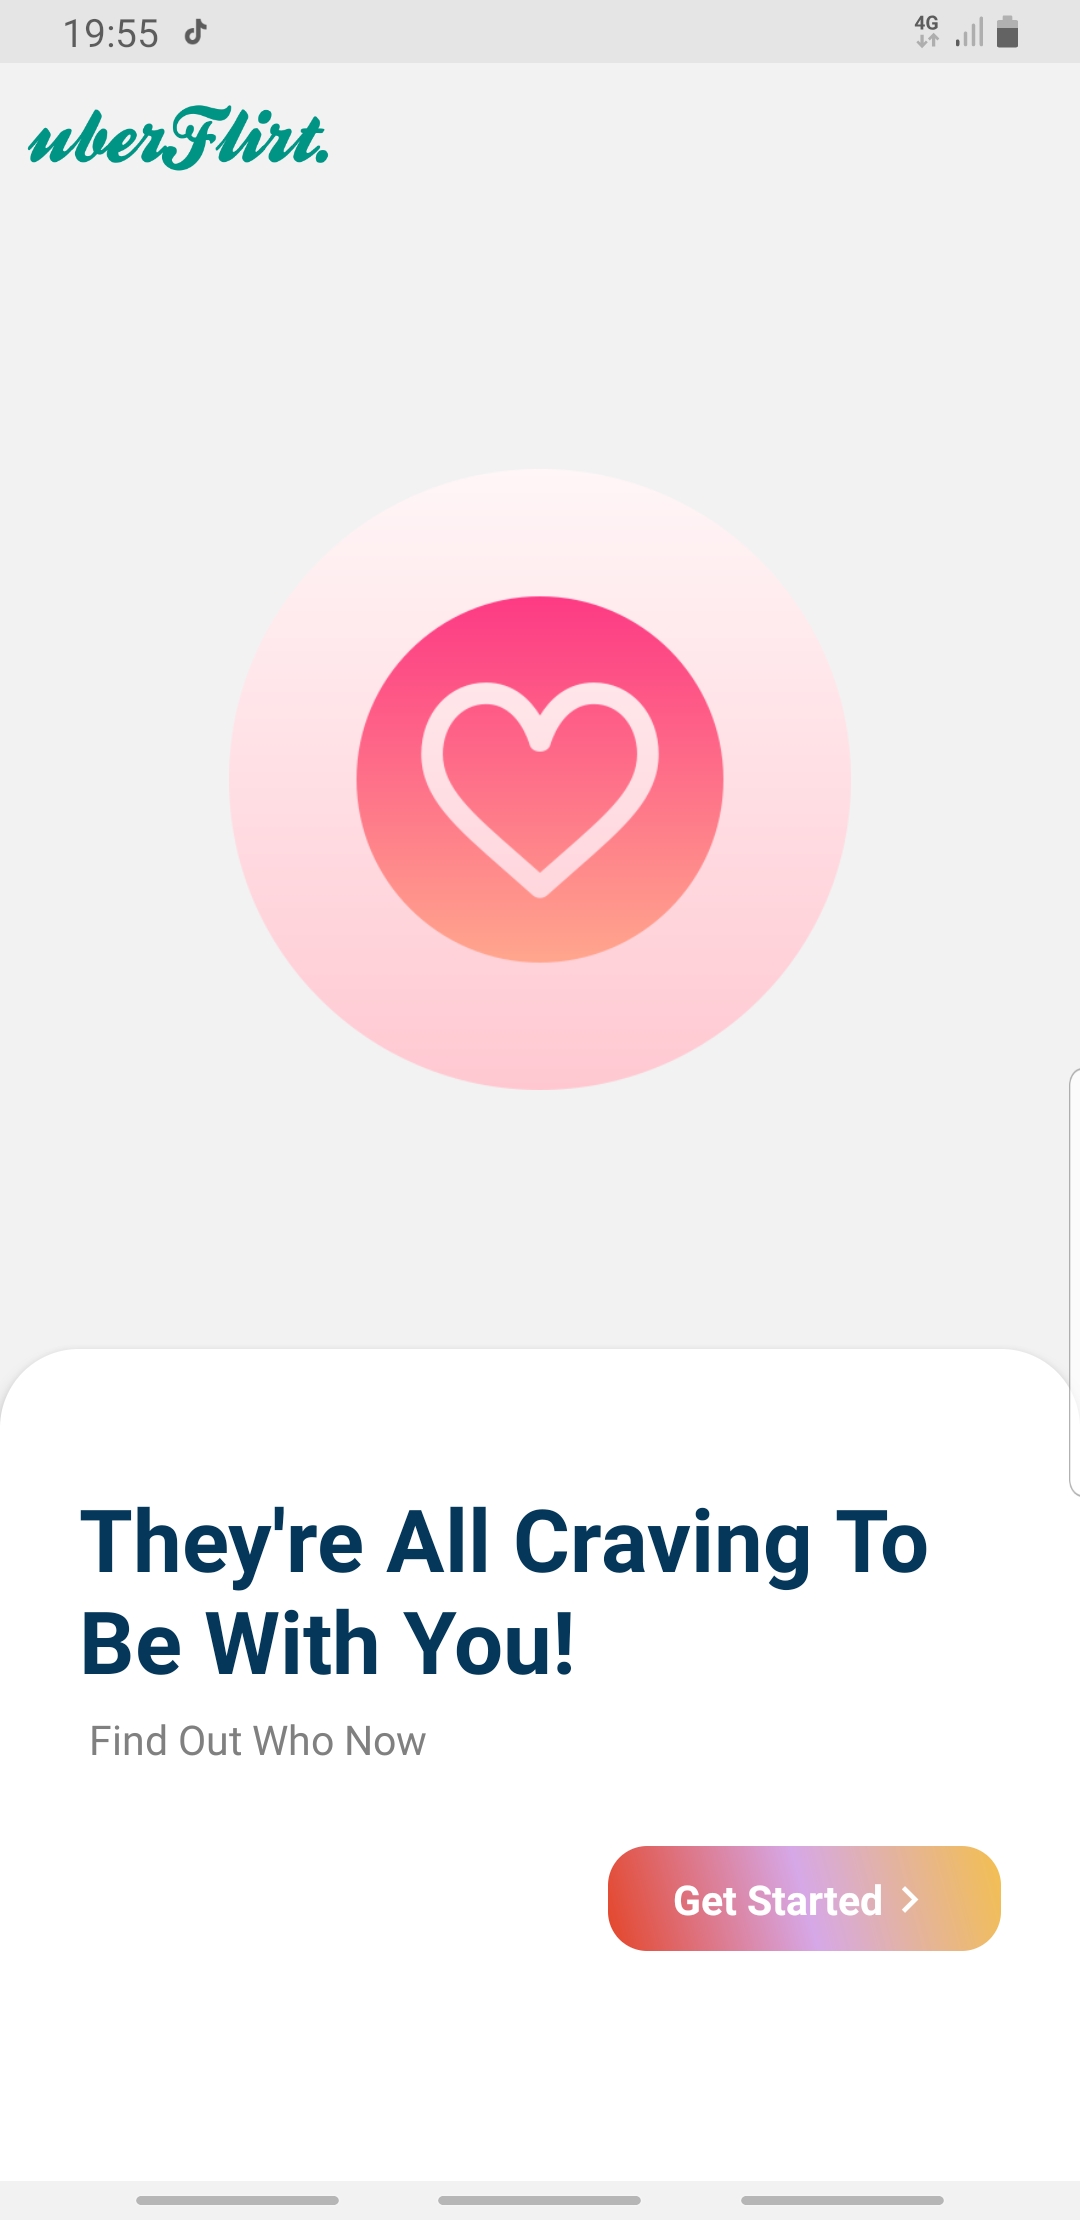 19:55
4G
uberFlirt.
They're All Craving To
Be With You!
Find Out Who Now
Get Started